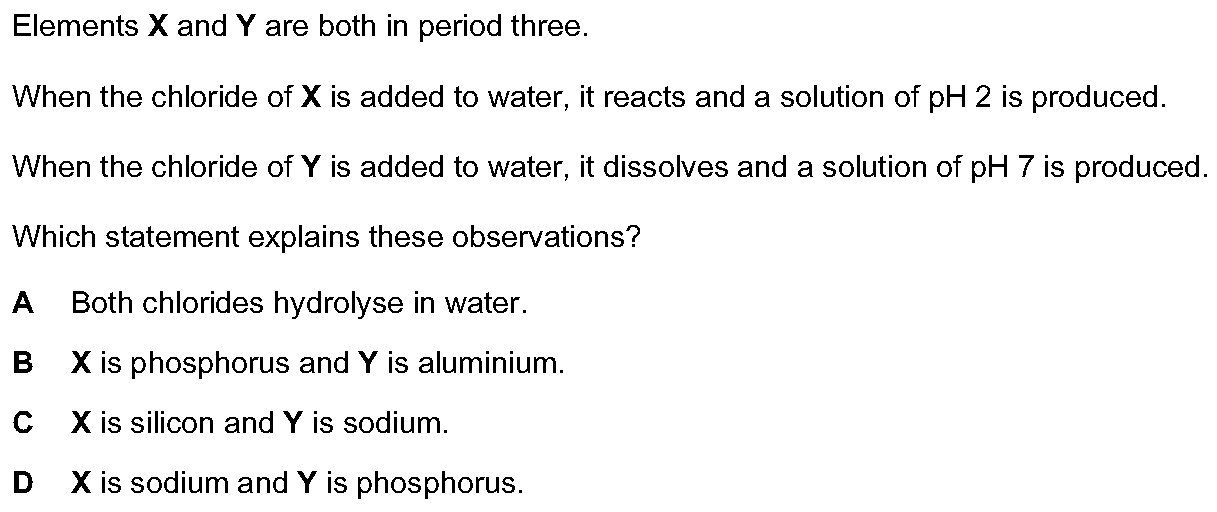 Elements X and Y are both in period three.
When the chloride of X is added to water, it reacts and a solution of pH 2 is produced.
When the chloride of Y is added to water, it dissolves and a solution of pH 7 is produced.
Which statement explains these observations?
A Both chlorides hydrolyse in water.
B X is phosphorus and Y is aluminium.
C X is silicon and Y is sodium.
D X is sodium and Y is phosphorus.